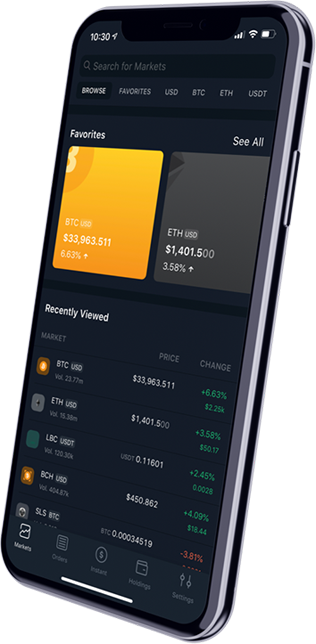 10:30
Search for Markets
BROWSE FAVORITES USD BTC ETH USDT
Favorites See All
BTC USD
$33,963.511
6.63% ↑
ETH USD
$1,401.500
3.58% ↑
Recently Viewed
MARKET PRICE CHANGE
BTC USD $33,963.511 +6.63%
Vol. 23.77m $2.25k
ETH USD $1,401.500 +3.58%
Vol. 15.38m $50.17
LBC USDT USDT 0.11601 +2.45%
Vol. 120.30k 0.0028
BCH USD $450.862 +4.09%
Vol. 404.87k $18.44
SLS BTC BTC 0.00034519 -3.81%
Markets Orders Instant Holdings Settings